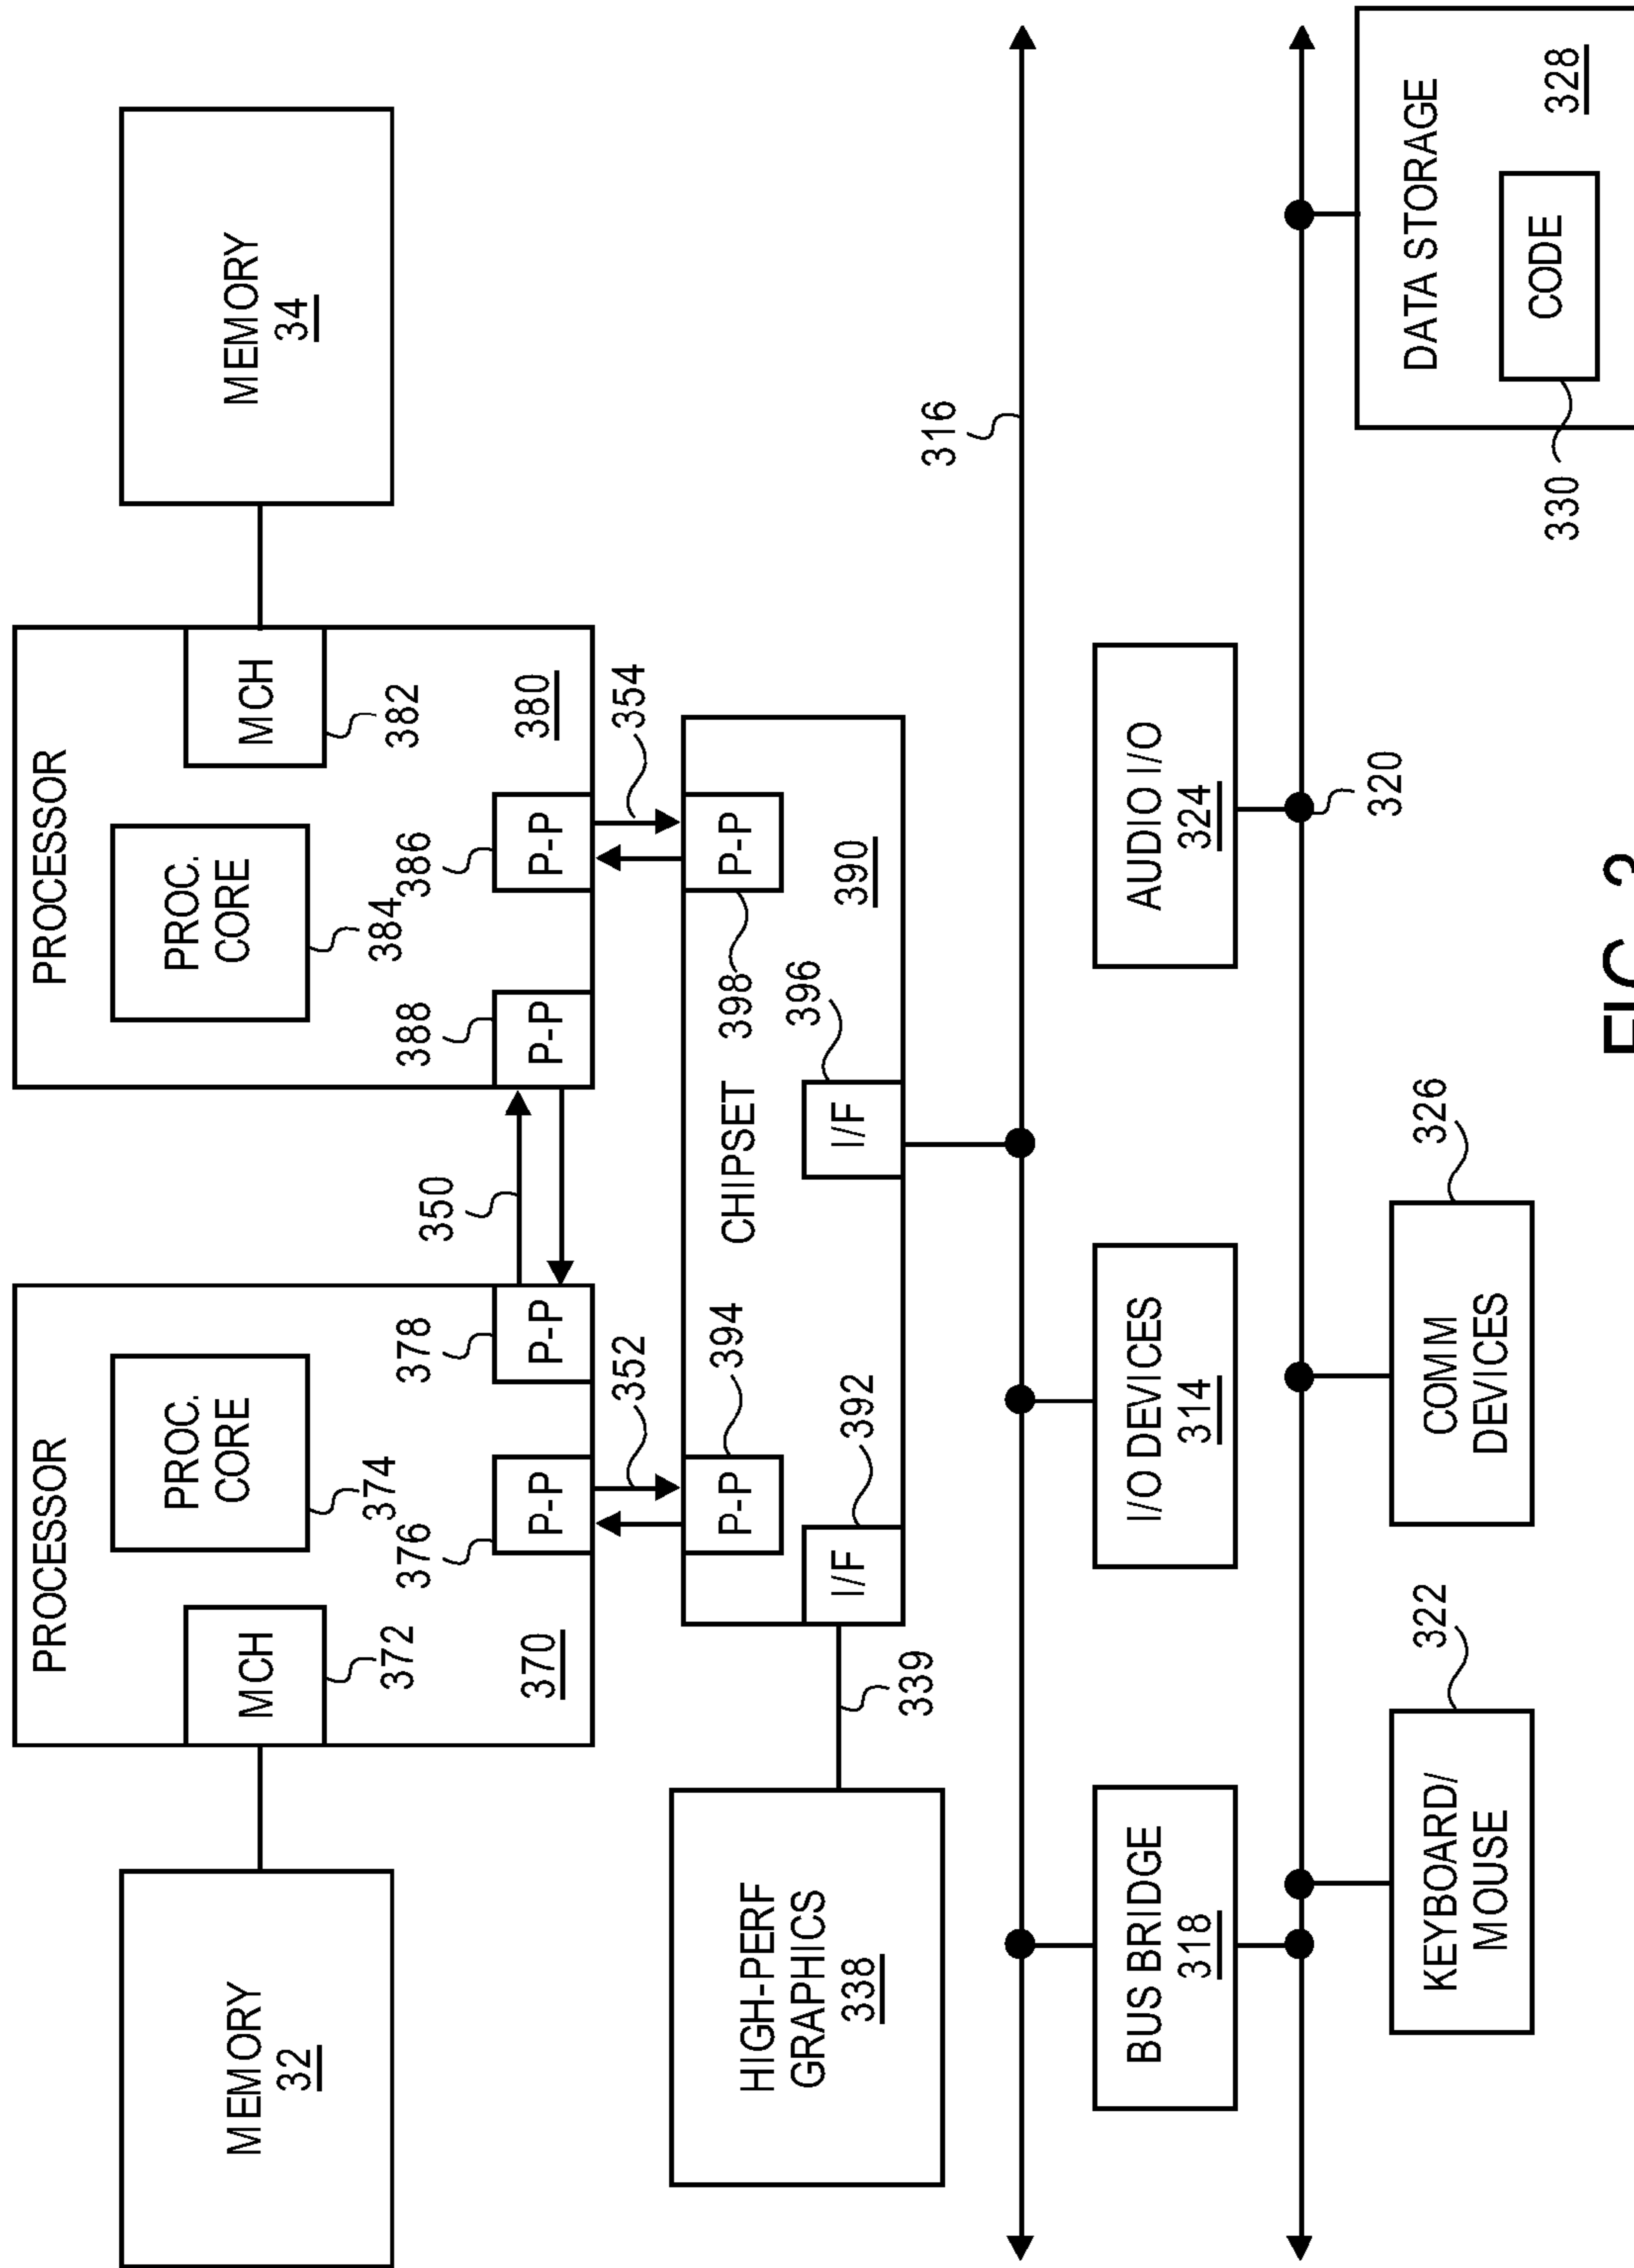 PROCESSOR
PROCESSOR
MEMORY
32
MCH
372
PROC.
CORE
374
370
376
P-P
378
P-P
350
388
P-P
PROC.
CORE
384
386
P-P
MCH
382
380
MEMORY
34
352
354
HIGH-PERF
GRAPHICS
338
339
P-P
394
I/F
392
CHIPSET
I/F
396
P-P
398
390
316
BUS BRIDGE
318
I/O DEVICES
314
AUDIO I/O
324
320
KEYBOARD/
MOUSE
322
COMM
DEVICES
326
DATA STORAGE
328
CODE
330